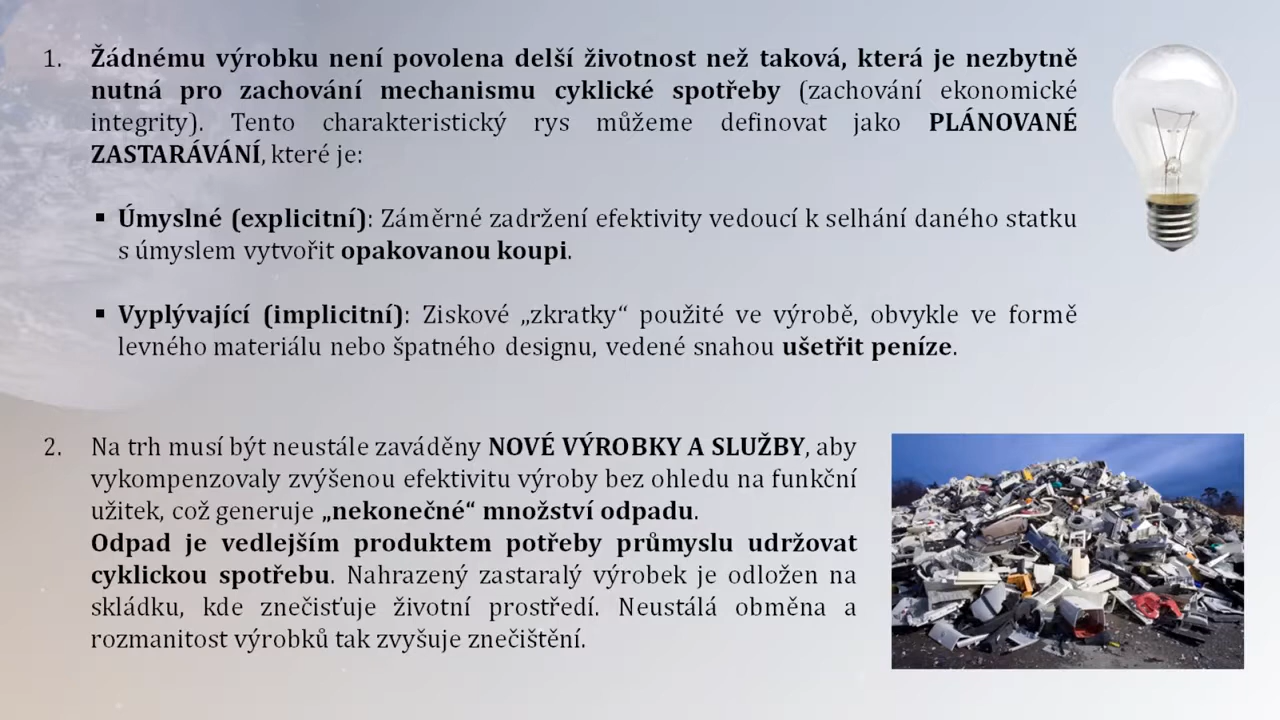 1. Žádnému výrobku není povolena delší životnost než taková, která je nezbytně
nutná pro zachování mechanismu cyklické spotřeby (zachování ekonomické
integrity). Tento charakteristický rys můžeme definovat jako PLÁNOVANÉ
ZASTARÁVÁNÍ, které je:
▪ Úmyslné (explicitní): Záměrné zadržení efektivity vedoucí k selhání daného statku
s úmyslem vytvořit opakovanou koupi.
▪ Vyplývající (implicitní): Ziskové „zkratky“ použité ve výrobě, obvykle ve formě
levného materiálu nebo špatného designu, vedené snahou ušetřit peníze.
2. Na trh musí být neustále zaváděny NOVÉ VÝROBKY A SLUŽBY, aby
vykompenzovaly zvýšenou efektivitu výroby bez ohledu na funkční
užitek, což generuje „nekonečné“ množství odpadu.
Odpad je vedlejším produktem potřeby průmyslu udržovat
cyklickou spotřebu. Nahrazený zastaralý výrobek je odložen na
skládku, kde znečisťuje životní prostředí. Neustálá obměna a
rozmanitost výrobků tak zvyšuje znečištění.